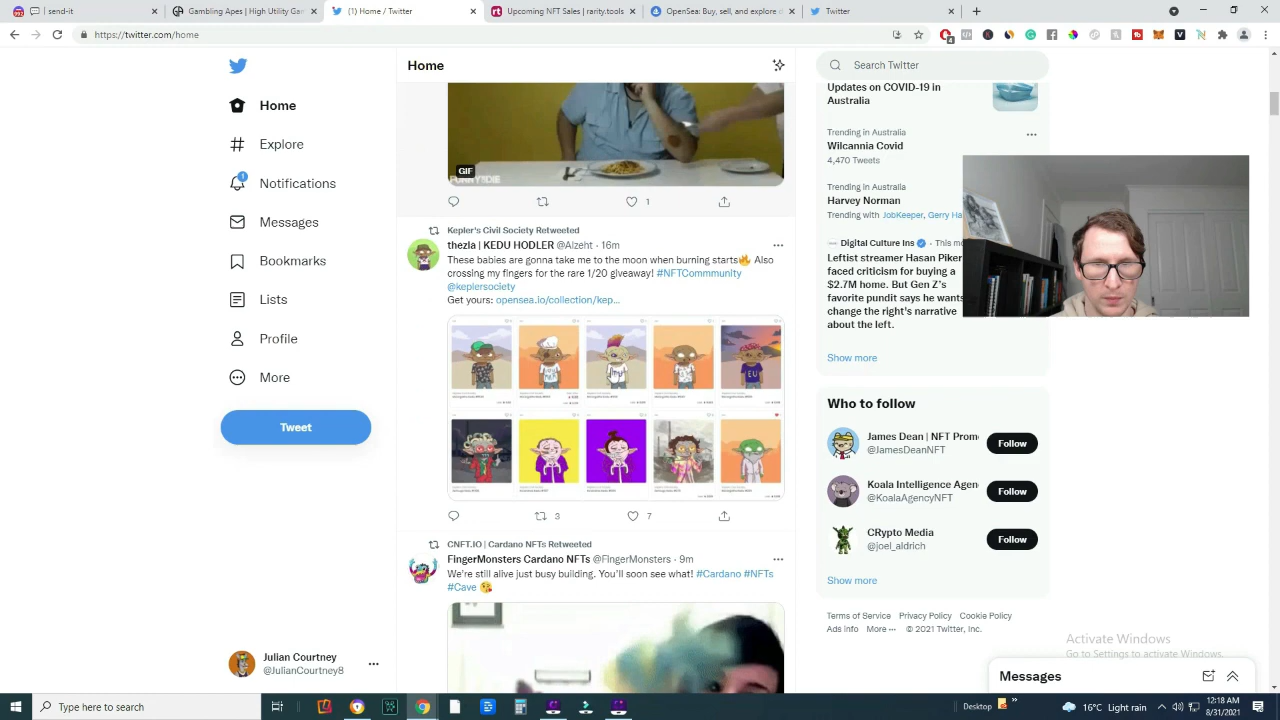 send-it
Gambling Apps | High Utility Ga
(1) Home / Twitter
Upcoming NFT Sales | rarity.tools
OpenSea: Buy, sell, and explore d
Twitter
https://twitter.com/home
Home
Explore
Notifications
1
Messages
Bookmarks
Lists
Profile
More
Tweet
Julian Courtney
@JulianCourtney8
Home
GIF
1
Kepler's Civil Society Retweeted
thezla | KEDU HODLER @Aizeht · 16m
These babies are gonna take me to the moon when burning starts🔥 Also
crossing my fingers for the rare 1/20 giveaway! #NFTCommmunity
@keplersociety
Get yours: opensea.io/collection/kep...
3
7
CNFT.IO | Cardano NFTs Retweeted
FingerMonsters Cardano NFTs @FingerMonsters · 9m
We're still alive just busy building. You'll soon see what! #Cardano #NFTs
#Cave 😘
Search Twitter
Updates on COVID-19 in
Australia
Trending in Australia
Wilcannia Covid
4,470 Tweets
Trending in Australia
Harvey Norman
Trending with JobKeeper, Gerry Ha
Digital Culture Ins · This mo
Leftist streamer Hasan Piker
faced criticism for buying a
$2.7M home. But Gen Z's
favorite pundit says he wants
change the right's narrative
about the left.
Show more
Who to follow
James Dean | NFT Prom
@JamesDeanNFT
Follow
Koala Intelligence Agen
@KoalaAgencyNFT
Follow
CRypto Media
@joel_aldrich
Follow
Show more
Terms of Service Privacy Policy Cookie Policy
Ads info More ··· © 2021 Twitter, Inc.
Activate Windows
Go to Settings to activate Windows.
Messages
Type here to search
Desktop
16°C Light rain
12:18 AM
8/31/2021